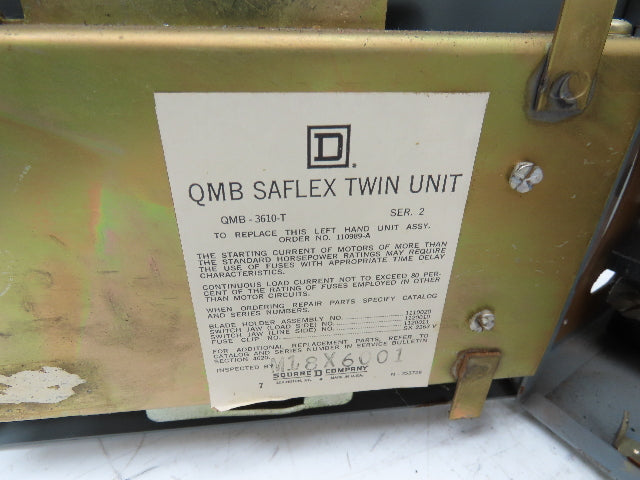 D
QMB SAFLEX TWIN UNIT
QMB - 3610-T SER. 2
TO REPLACE THIS LEFT HAND UNIT ASSY.
ORDER NO. 110989-A
THE STARTING CURRENT OF MOTORS OF MORE THAN
THE STANDARD HORSEPOWER RATINGS MAY REQUIRE
THE USE OF FUSES WITH APPROPRIATE TIME DELAY
CHARACTERISTICS.
CONTINUOUS LOAD CURRENT NOT TO EXCEED 80 PER-
CENT OF THE RATING OF FUSES EMPLOYED IN OTHER
THAN MOTOR CIRCUITS.
WHEN ORDERING REPAIR PARTS SPECIFY CATALOG
AND SERIES NUMBERS.
BLADE HOLDER ASSEMBLY NO.
SWITCH JAW (LOAD SIDE) NO.
SWITCH JAW (LINE SIDE) NO.
FUSE CLIP NO.
FOR ADDITIONAL REPLACEMENT PARTS, REFER TO
CATALOG AND SERIES NUMBER IN SERVICE BULLETIN
SECTION 4620.
INSPECTED BY M18X6001
SQUARE D COMPANY
7 MADE IN U.S.A.